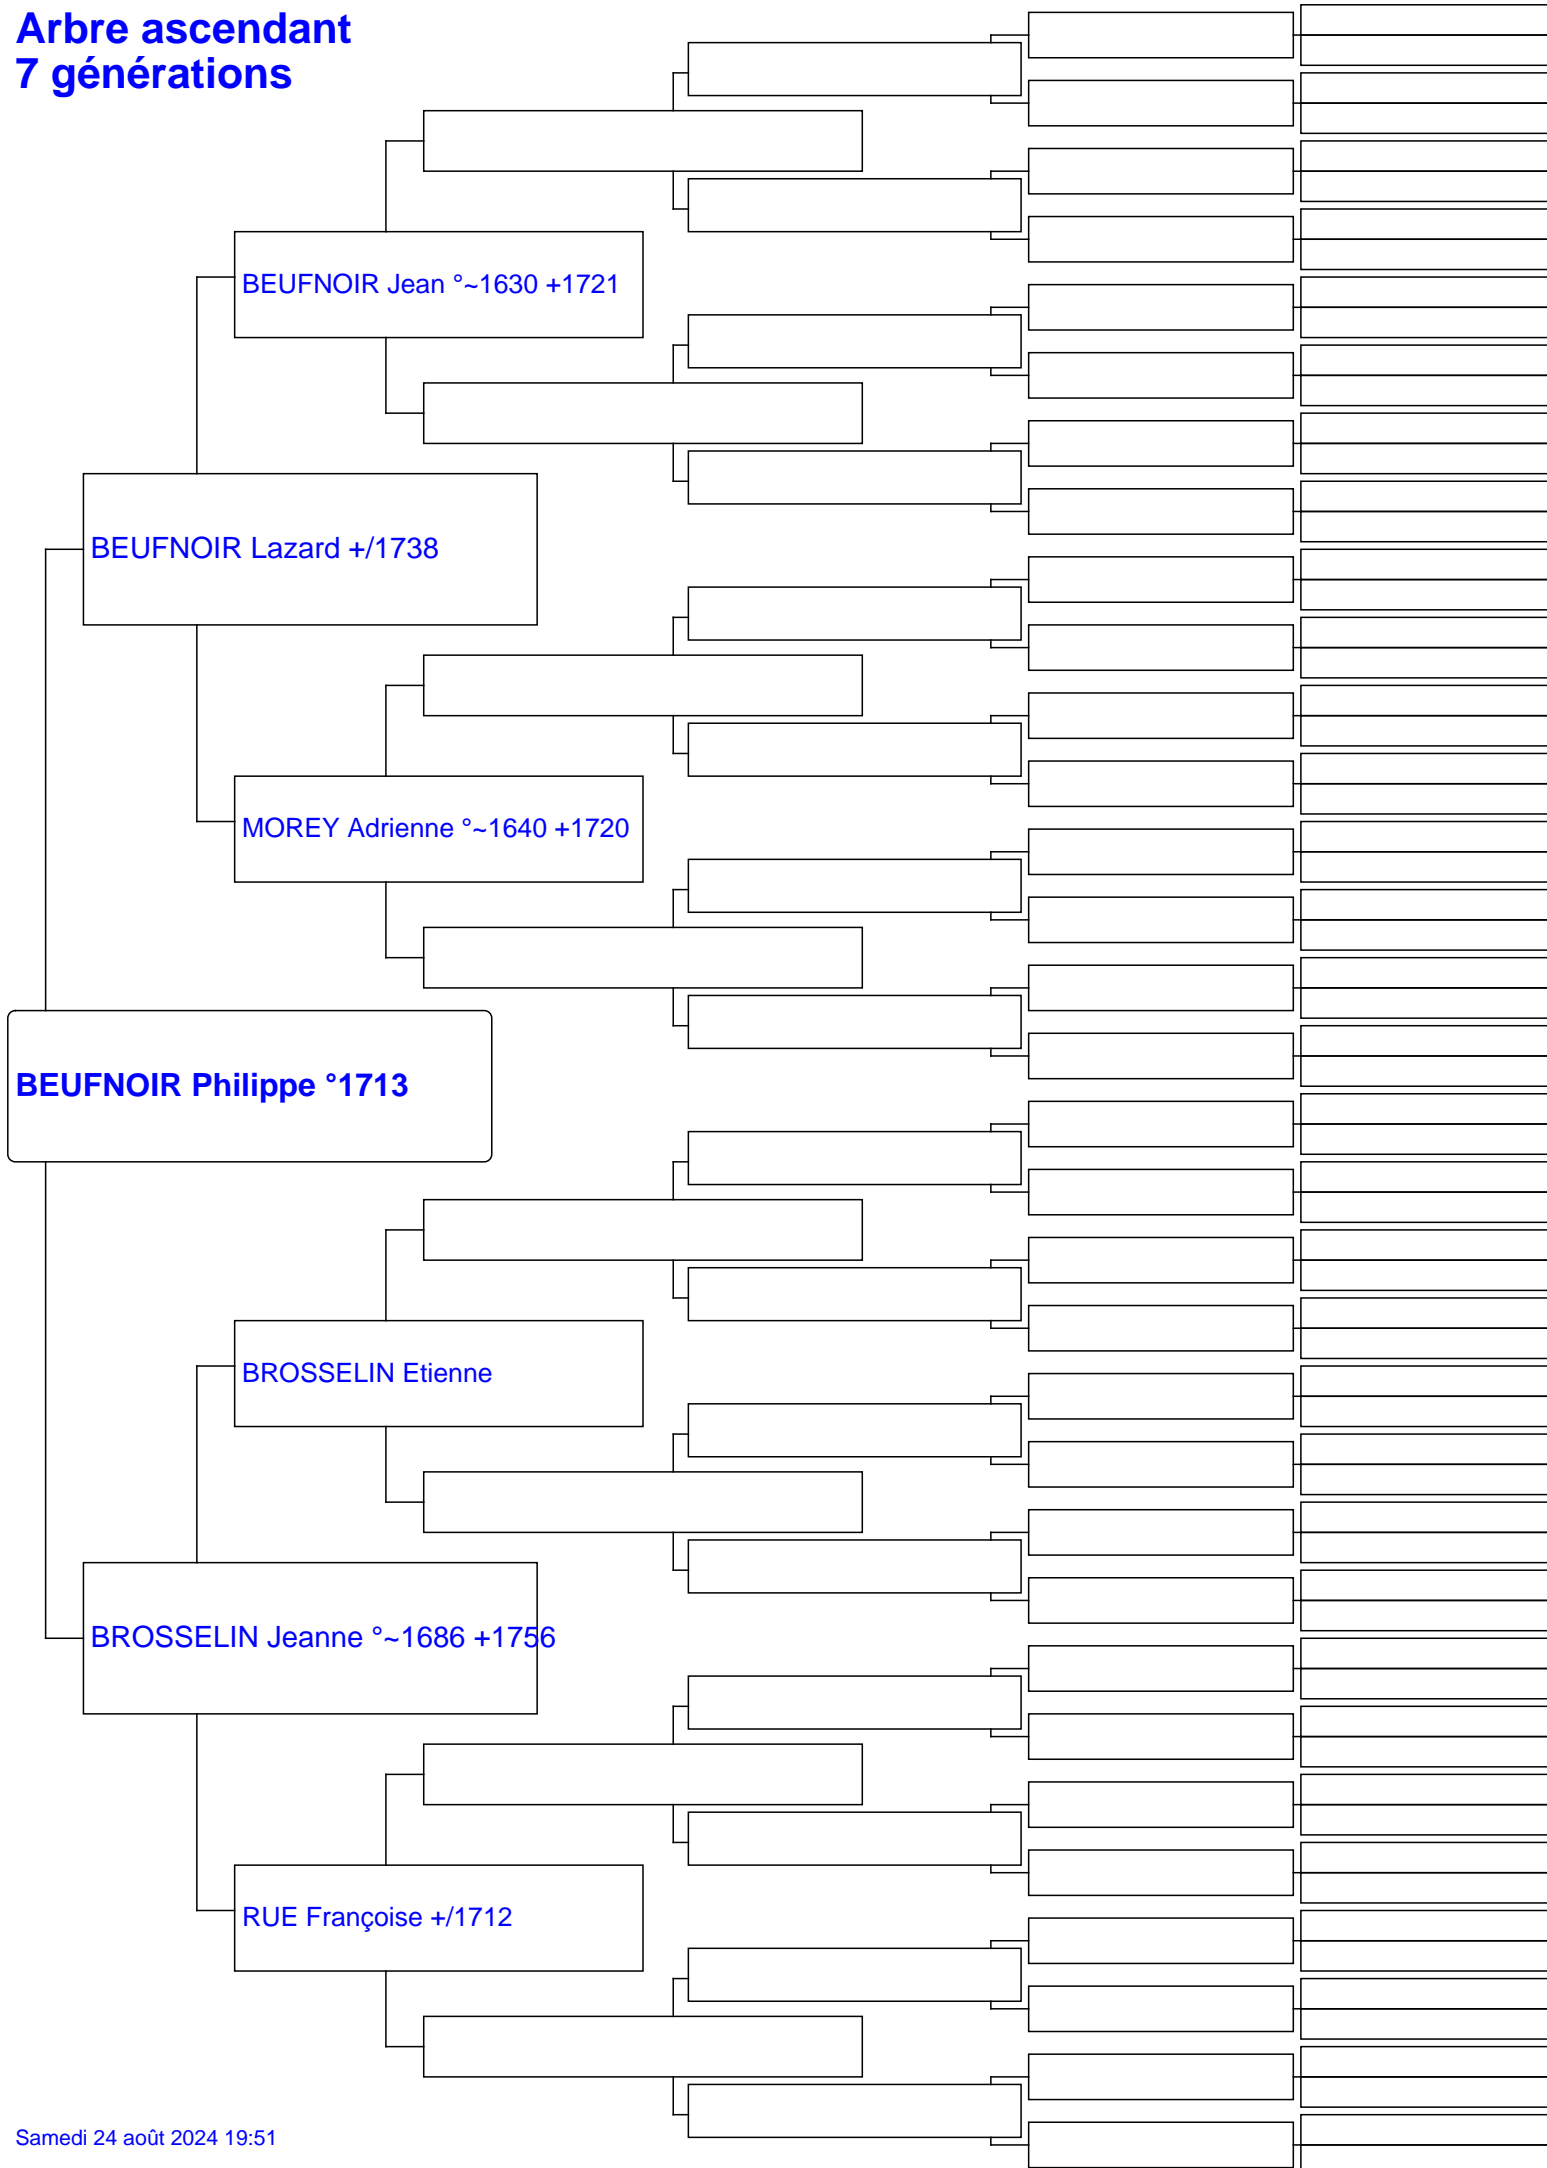 Arbre ascendant
7 générations
BEUFNOIR Jean °~1630 +1721
BEUFNOIR Lazard +/1738
MOREY Adrienne °~1640 +1720
BEUFNOIR Philippe °1713
BROSSELIN Etienne
BROSSELIN Jeanne °~1686 +1756
RUE Françoise +/1712
Samedi 24 août 2024 19:51